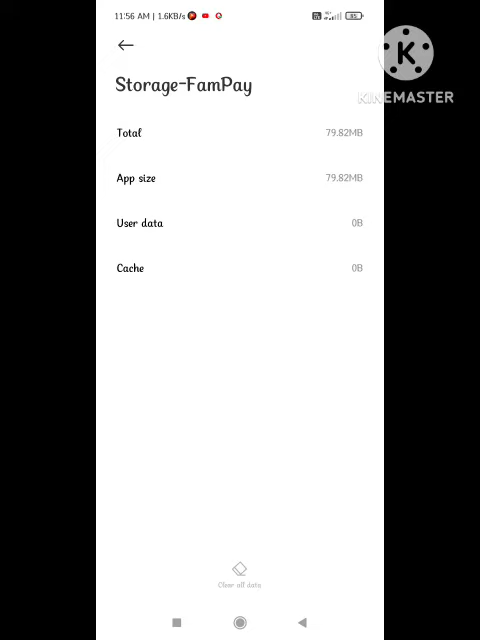 11:56 AM | 1.6KB/s
85
Storage-FamPay
KINEMASTER
Total 79.82MB
App size 79.82MB
User data 0B
Cache 0B
Clear all data